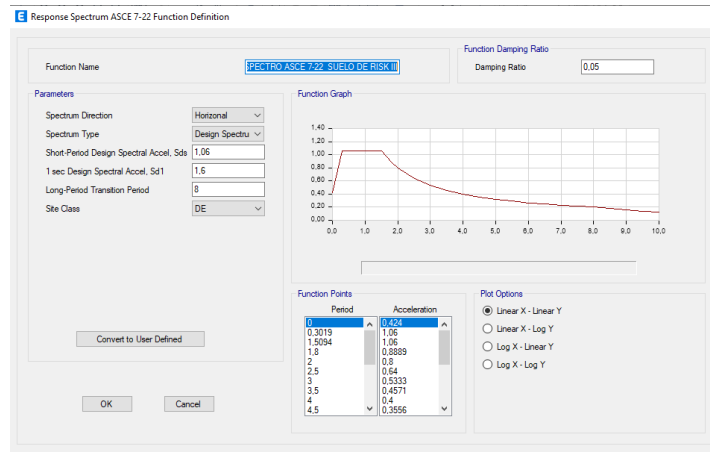 E Response Spectrum ASCE 7-22 Function Definition
Function Name
SPECTRO ASCE 7-22 SUELO DE RISK III
Function Damping Ratio
Damping Ratio
0,05
Parameters
Spectrum Direction
Horizonal
Spectrum Type
Design Spectru
Short-Period Design Spectral Accel, Sds
1,06
1 sec Design Spectral Accel, Sd1
1,6
Long-Period Transition Period
8
Site Class
DE
Convert to User Defined
OK
Cancel
Function Graph
1,40
1,20
1,00
0,80
0,60
0,40
0,20
0,00
0,0 1,0 2,0 3,0 4,0 5,0 6,0 7,0 8,0 9,0 10,0
Function Points
Period Acceleration
0 0,424
0,3019 1,06
1,5094 1,06
1,8 0,8889
2 0,8
2,5 0,64
3 0,5333
3,5 0,4571
4 0,4
4,5 0,3556
Plot Options
Linear X - Linear Y
Linear X - Log Y
Log X - Linear Y
Log X - Log Y